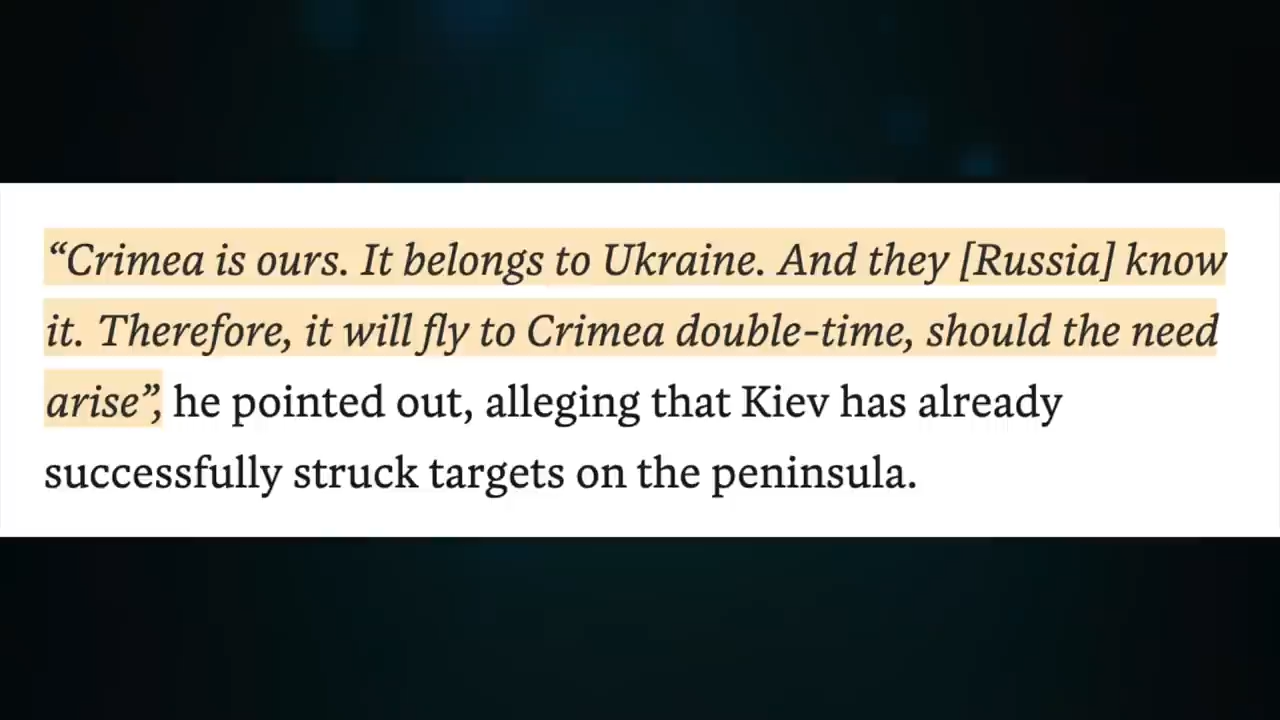 “Crimea is ours. It belongs to Ukraine. And they [Russia] know
it. Therefore, it will fly to Crimea double-time, should the need
arise”, he pointed out, alleging that Kiev has already
successfully struck targets on the peninsula.